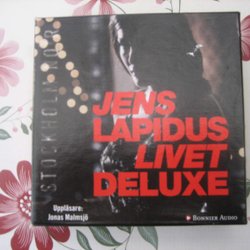 STOCKHOLM NOIR
JENS
LAPIDUS
LIVET
DELUXE
Uppläsare:
Jonas Malmsjö
BONNIER AUDIO